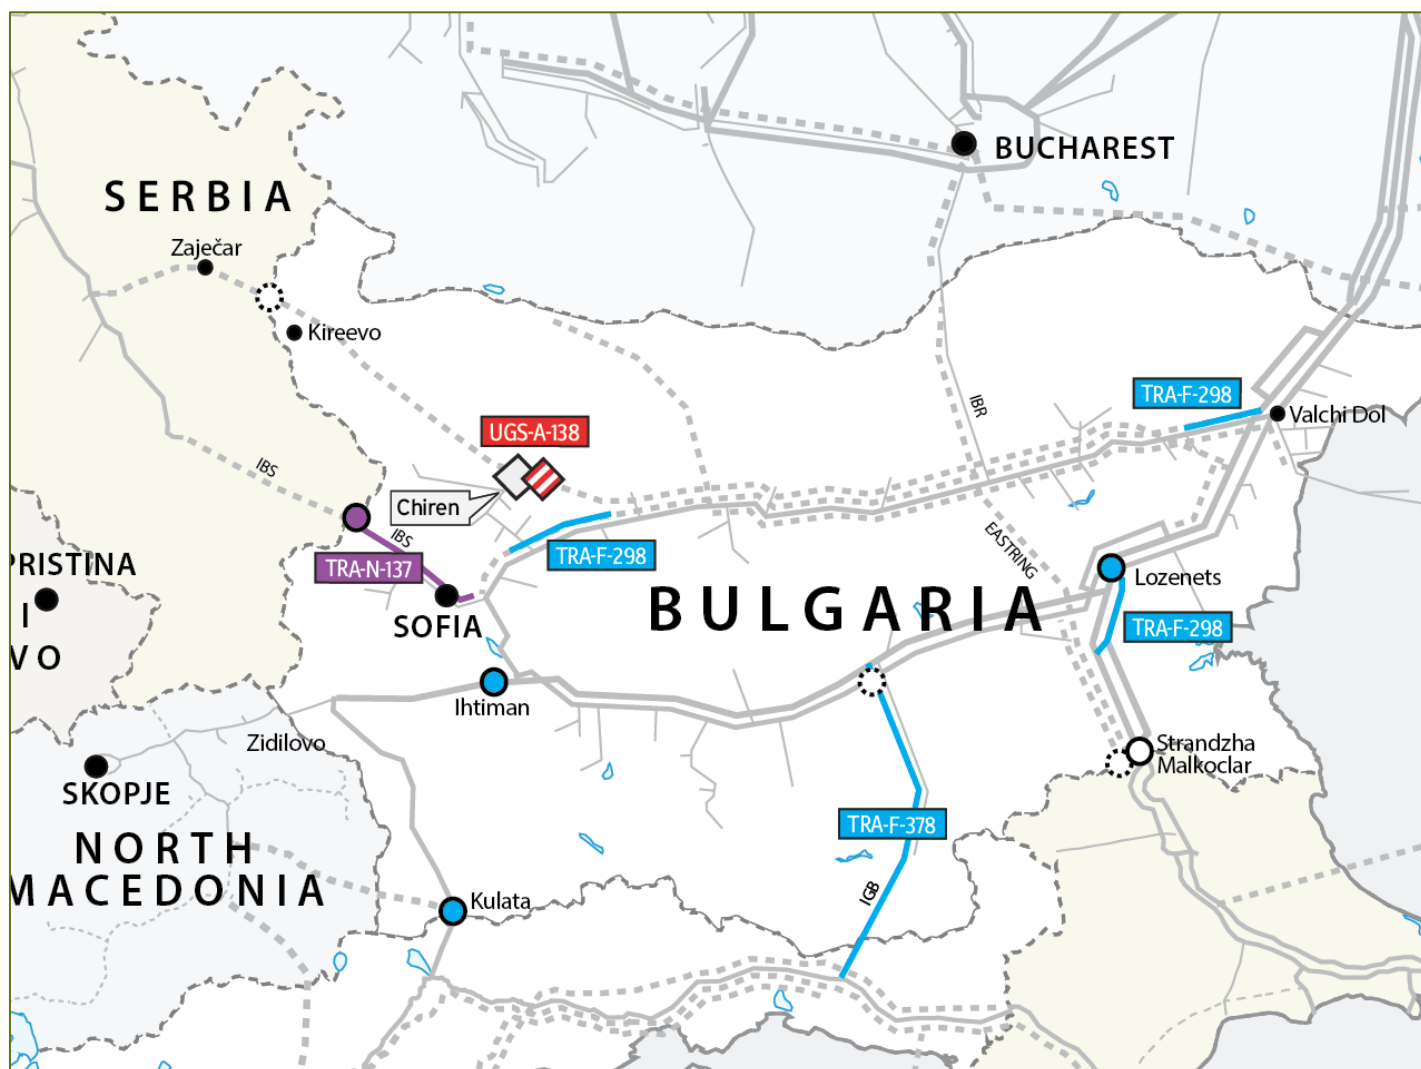 BUCHAREST
SERBIA
Zaječar
Kireevo
IBR
TRA-F-298
Valchi Dol
UGS-A-138
IBS
Chiren
IBS
TRA-F-298
EASTRING
PRISTINA
TRA-N-137
Lozenets
I
BULGARIA
SOFIA
TRA-F-298
VO
Ihtiman
Zidilovo
Strandzha
Malkoclar
SKOPJE
TRA-F-378
NORTH
MACEDONIA
IGB
Kulata